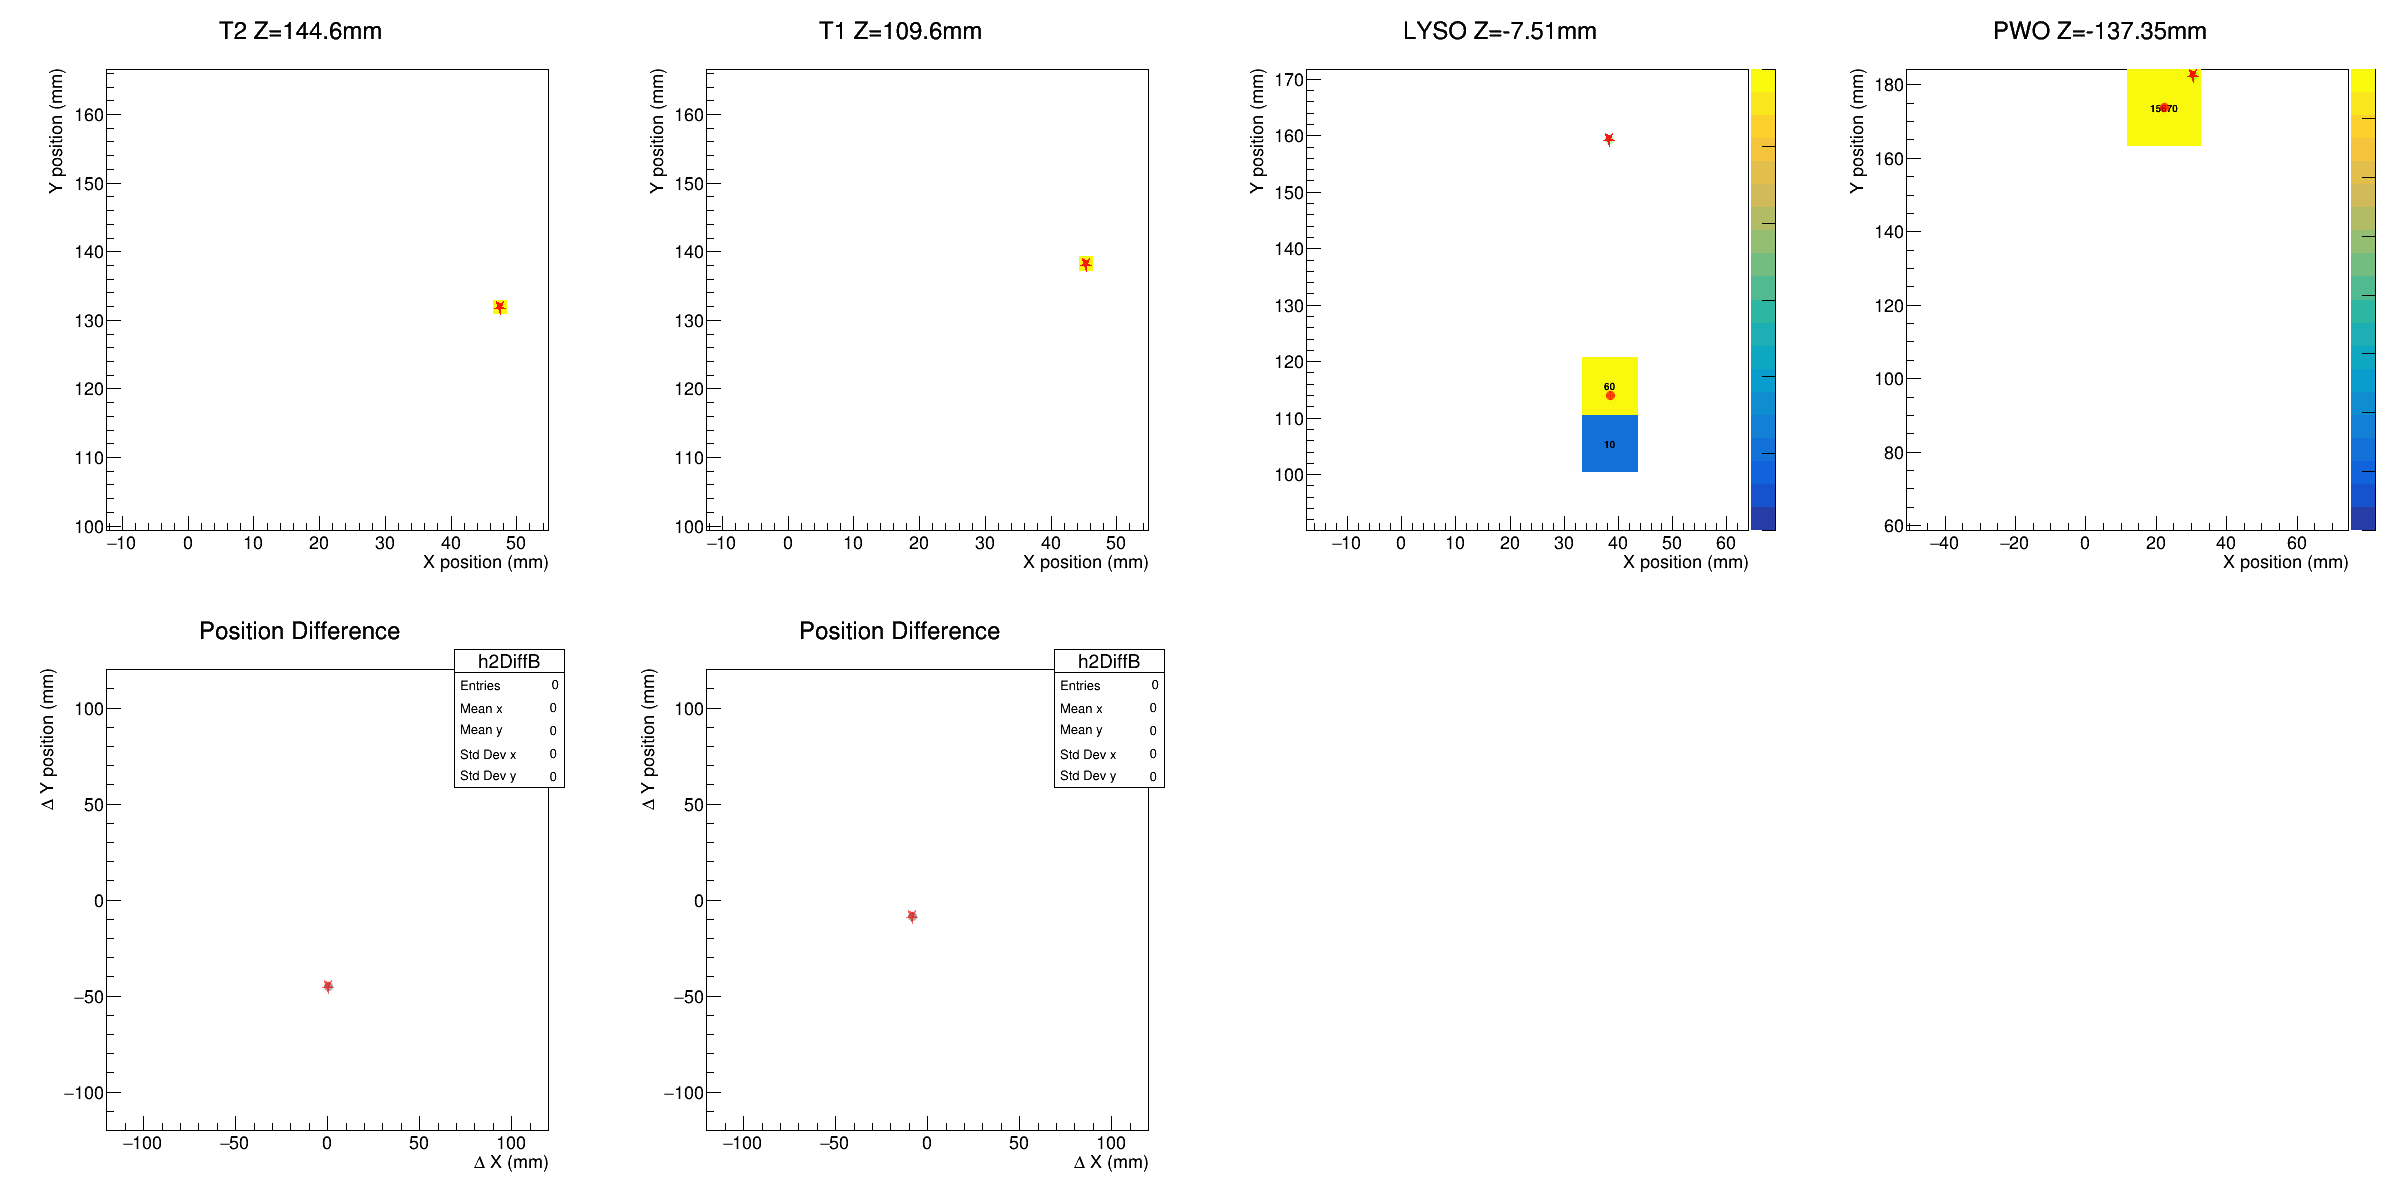 T2 Z=144.6mm
Y position (mm)
160
150
140
130
120
110
100
−10 0 10 20 30 40 50
X position (mm)
T1 Z=109.6mm
Y position (mm)
160
150
140
130
120
110
100
−10 0 10 20 30 40 50
X position (mm)
LYSO Z=-7.51mm
Y position (mm)
170
160
150
140
130
120
110
100
60
10
−10 0 10 20 30 40 50 60
X position (mm)
PWO Z=-137.35mm
Y position (mm)
180
160
140
120
100
80
60
−40 −20 0 20 40 60
X position (mm)
Position Difference
h2DiffB
Entries 0
Mean x 0
Mean y 0
Std Dev x 0
Std Dev y 0
Δ Y position (mm)
100
50
0
−50
−100
−100 −50 0 50 100
Δ X (mm)
Position Difference
h2DiffB
Entries 0
Mean x 0
Mean y 0
Std Dev x 0
Std Dev y 0
Δ Y position (mm)
100
50
0
−50
−100
−100 −50 0 50 100
Δ X (mm)